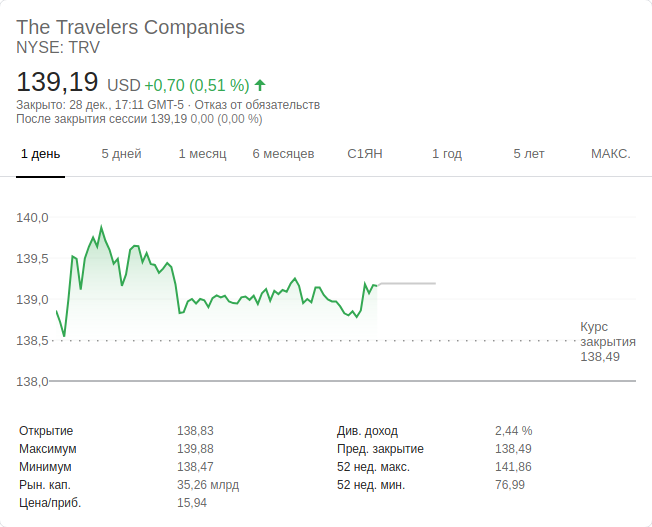 The Travelers Companies
NYSE: TRV
139,19 USD +0,70 (0,51 %)
Закрыто: 28 дек., 17:11 GMT-5 · Отказ от обязательств
После закрытия сессии 139,19 0,00 (0,00 %)
1 день 5 дней 1 месяц 6 месяцев С1ЯН 1 год 5 лет МАКС.
140,0
139,5
139,0
138,5
138,0
Курс
закрытия
138,49
Открытие 138,83 Див. доход 2,44 %
Максимум 139,88 Пред. закрытие 138,49
Минимум 138,47 52 нед. макс. 141,86
Рын. кап. 35,26 млрд 52 нед. мин. 76,99
Цена/приб. 15,94